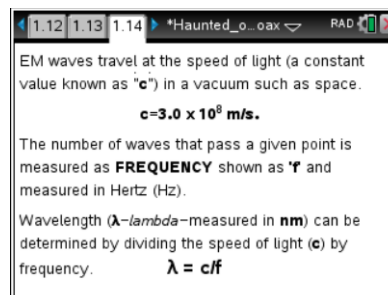 1.12 1.13 1.14 *Haunted_o...oax RAD
EM waves travel at the speed of light (a constant
value known as "c") in a vacuum such as space.
c=3.0 x 10⁸ m/s.
The number of waves that pass a given point is
measured as FREQUENCY shown as 'f' and
measured in Hertz (Hz).
Wavelength (λ-lambda-measured in nm) can be
determined by dividing the speed of light (c) by
frequency. λ = c/f